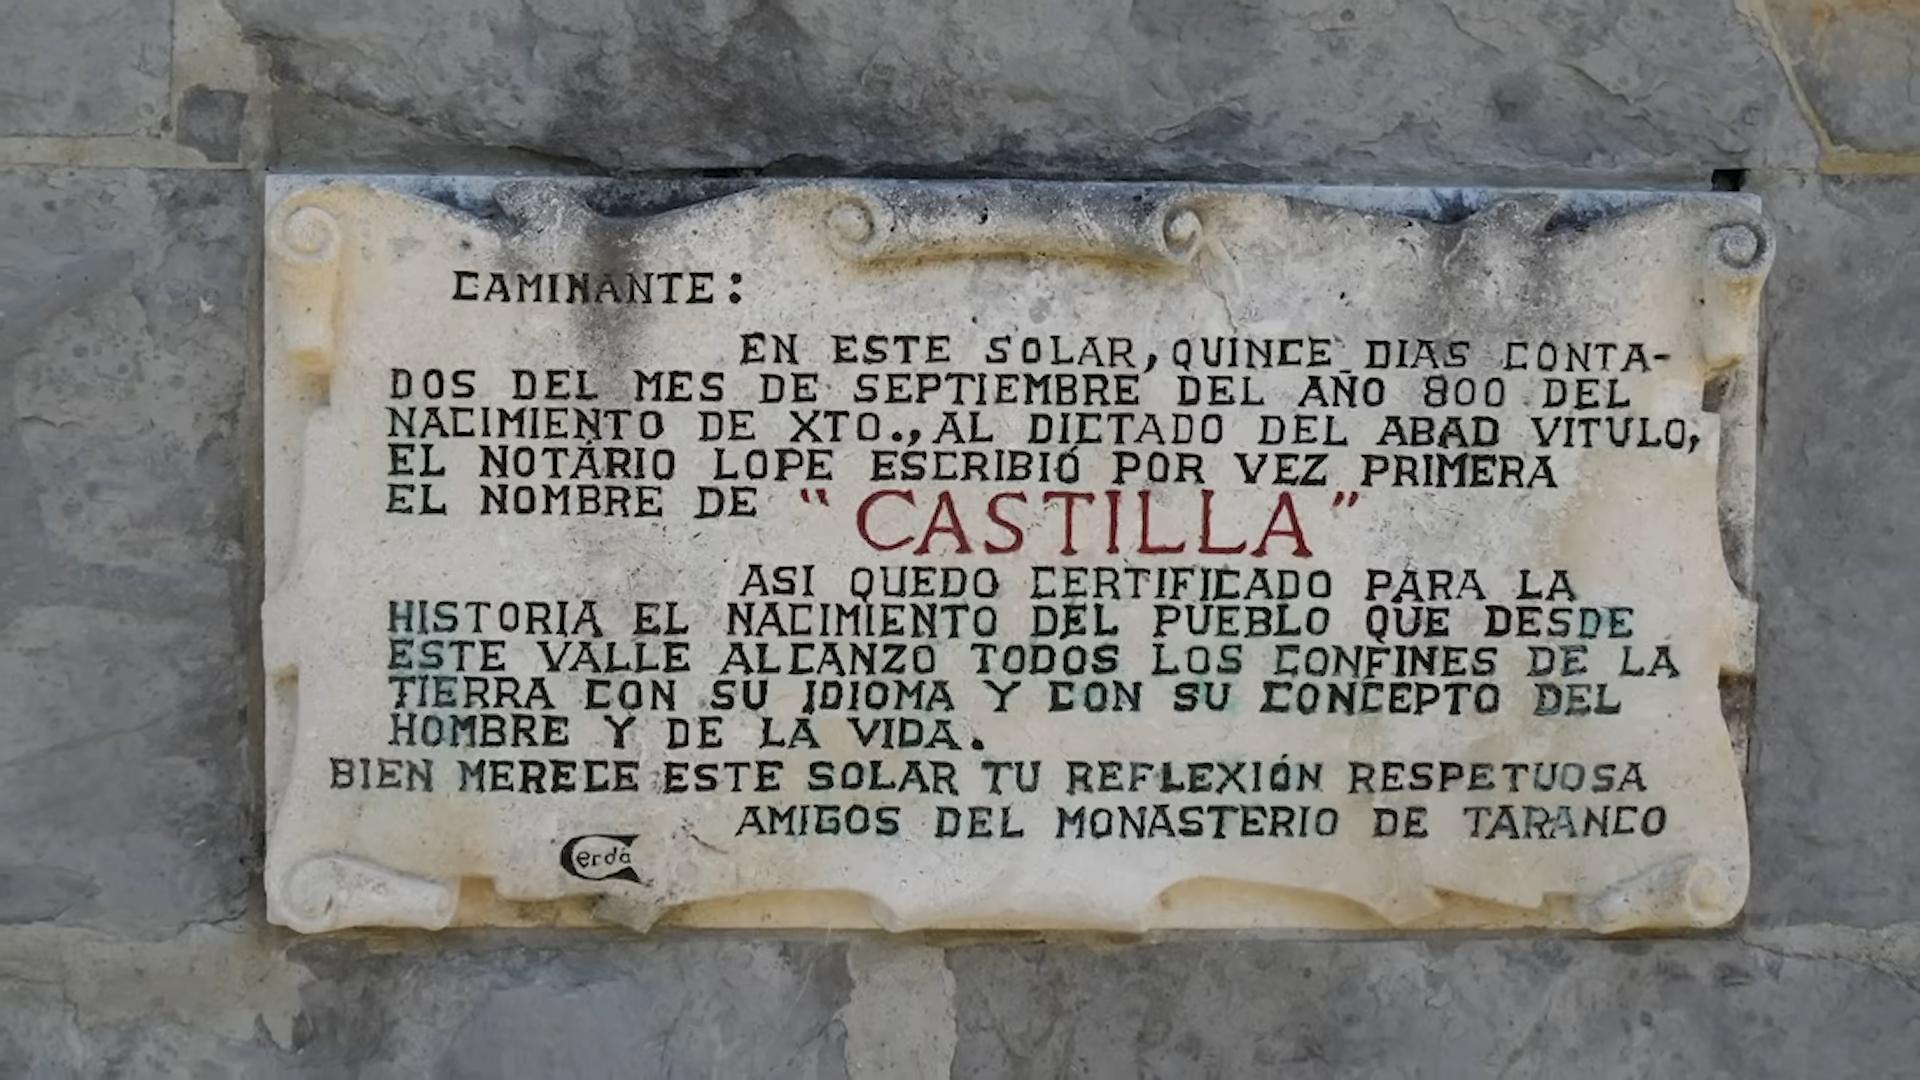 CAMINANTE:
EN ESTE SOLAR, QUINCE DIAS CONTA-
DOS DEL MES DE SEPTIEMBRE DEL AÑO 800 DEL
NACIMIENTO DE XTO., AL DICTADO DEL ABAD VITULO,
EL NOTARIO LOPE ESCRIBIÓ POR VEZ PRIMERA
EL NOMBRE DE "CASTILLA"
ASI QUEDO CERTIFICADO PARA LA
HISTORIA EL NACIMIENTO DEL PUEBLO QUE DESDE
ESTE VALLE ALCANZO TODOS LOS CONFINES DE LA
TIERRA CON SU IDIOMA Y CON SU CONCEPTO DEL
HOMBRE Y DE LA VIDA.
BIEN MERECE ESTE SOLAR TU REFLEXIÓN RESPETUOSA
AMIGOS DEL MONASTERIO DE TARANCO
Cerdá